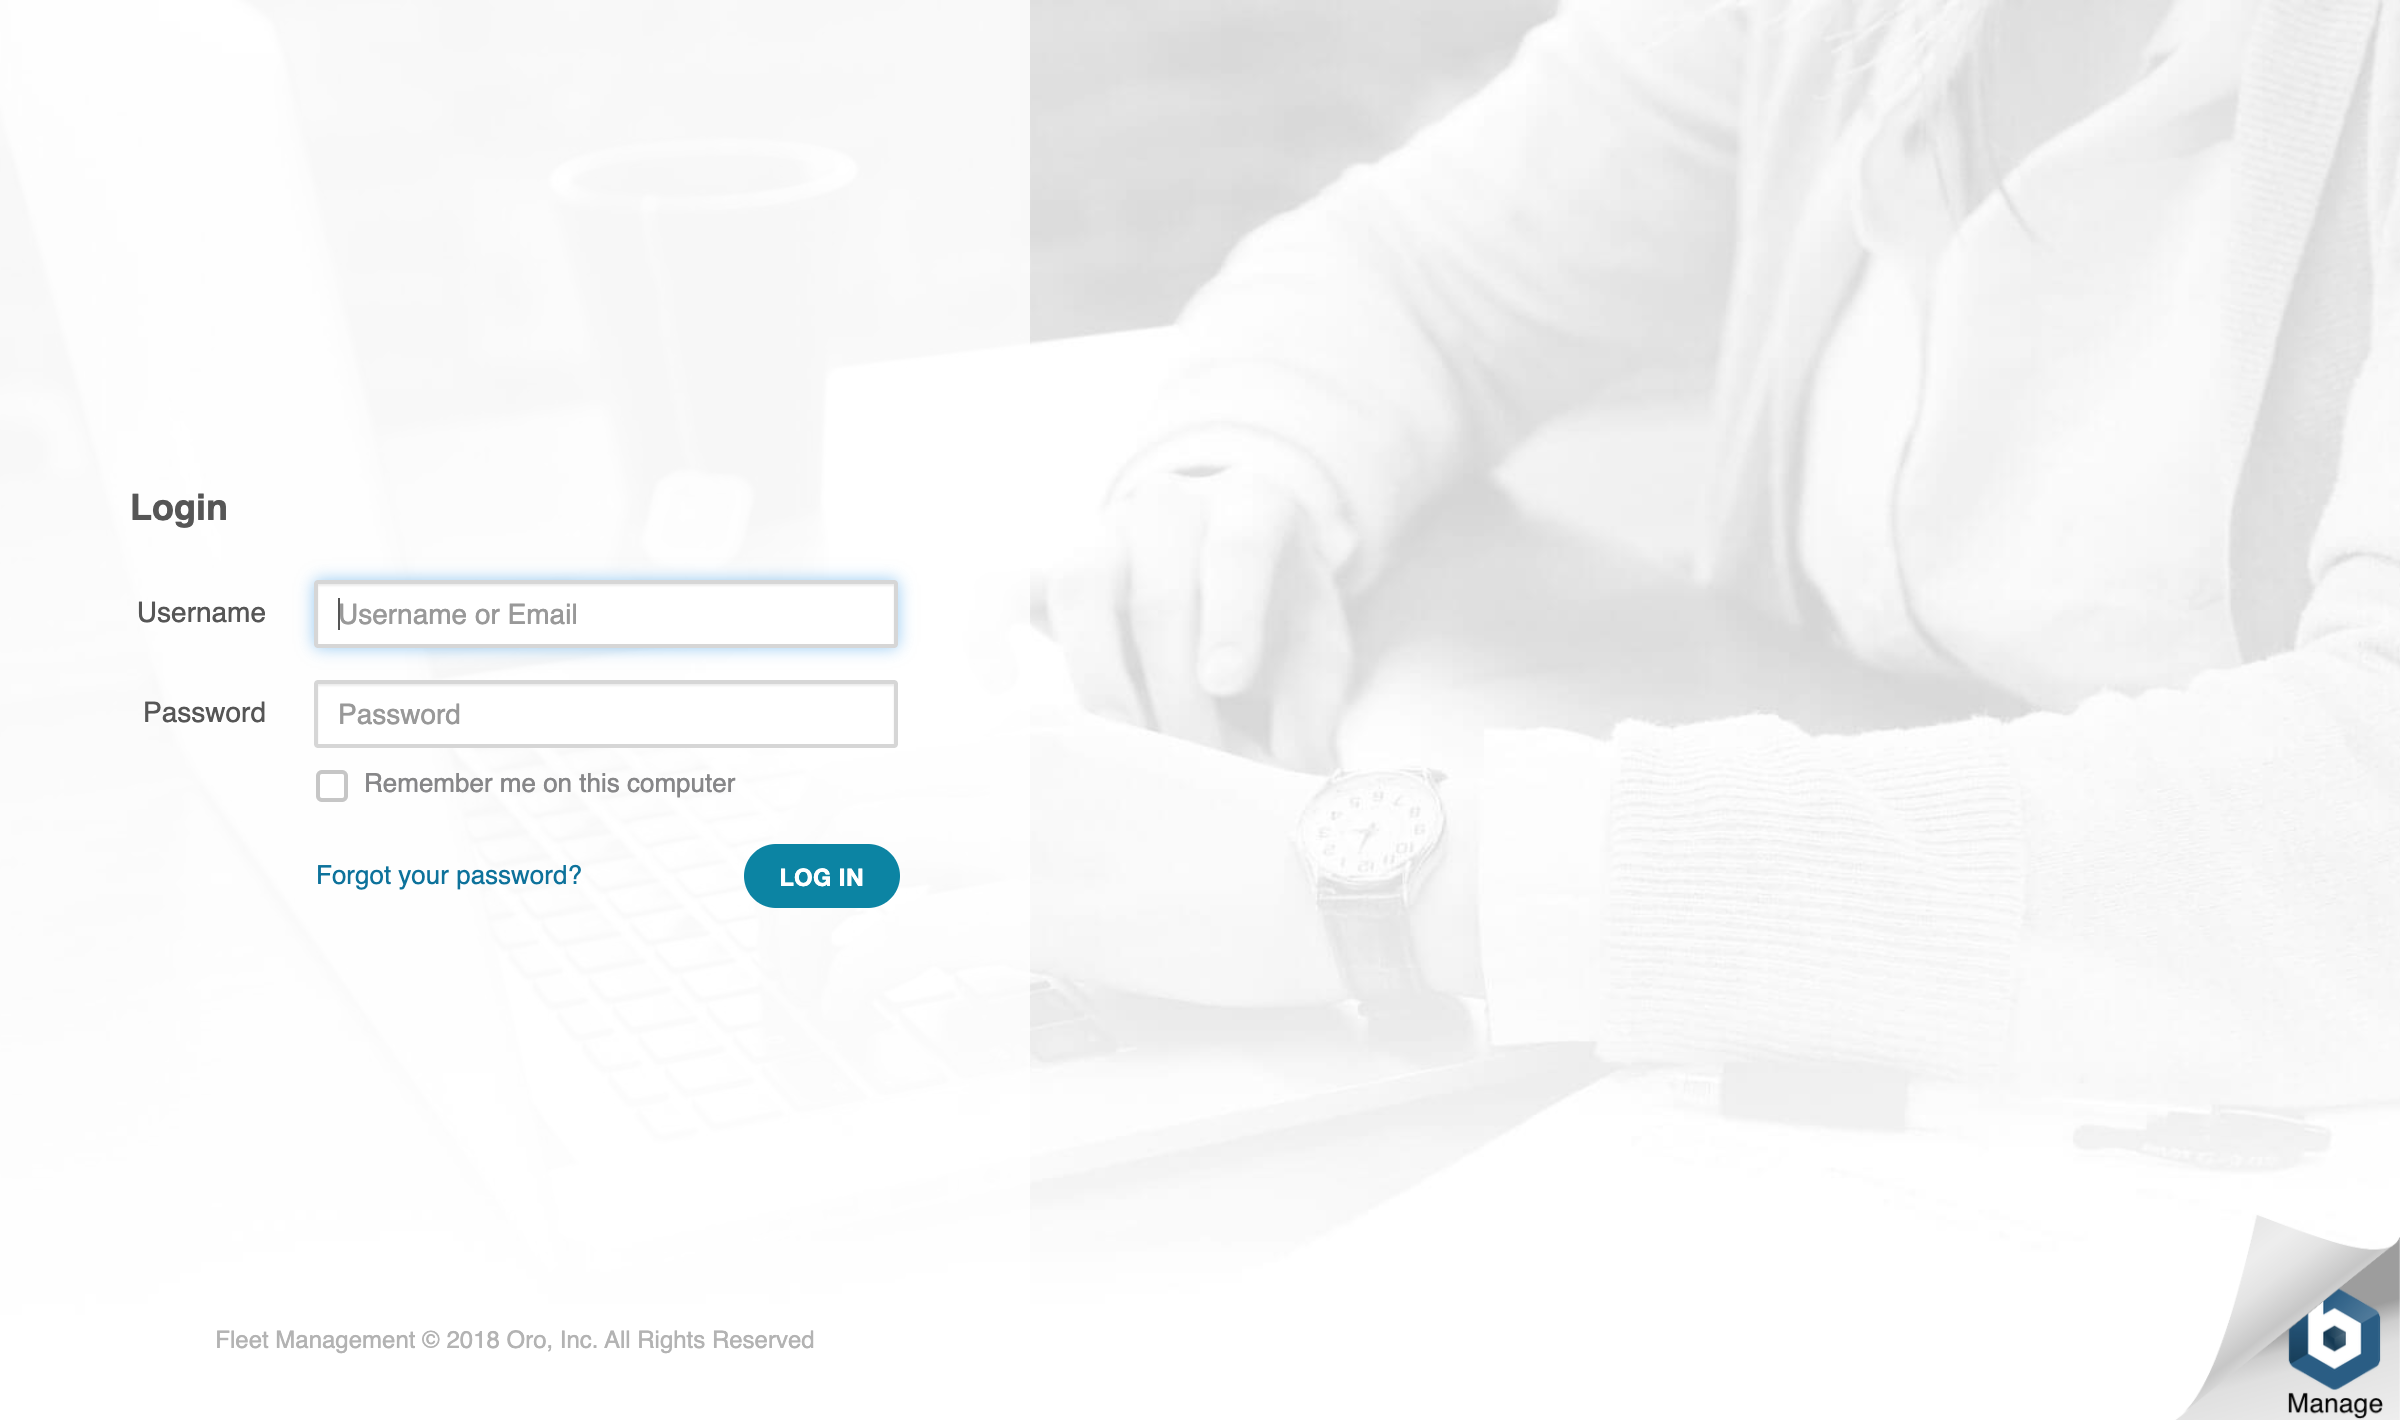 Login
Username
Username or Email
Password
Password
Remember me on this computer
Forgot your password?
LOG IN
Fleet Management © 2018 Oro, Inc. All Rights Reserved
Manage